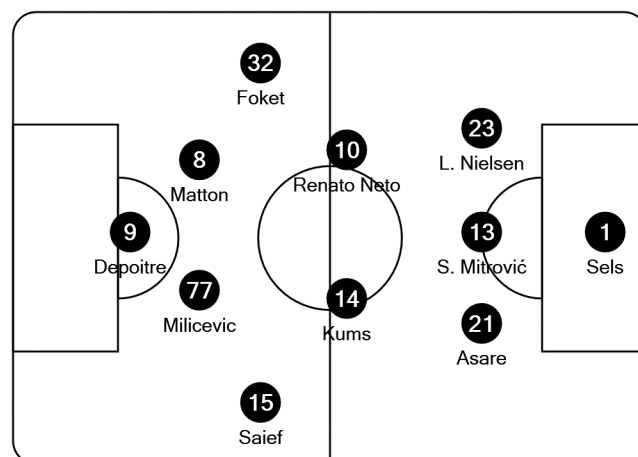 32
Foket
10
Renato Neto
23
L. Nielsen
8
Matton
9
Depoitre
13
S. Mitrović
1
Sels
77
Milicevic
14
Kums
21
Asare
15
Saief